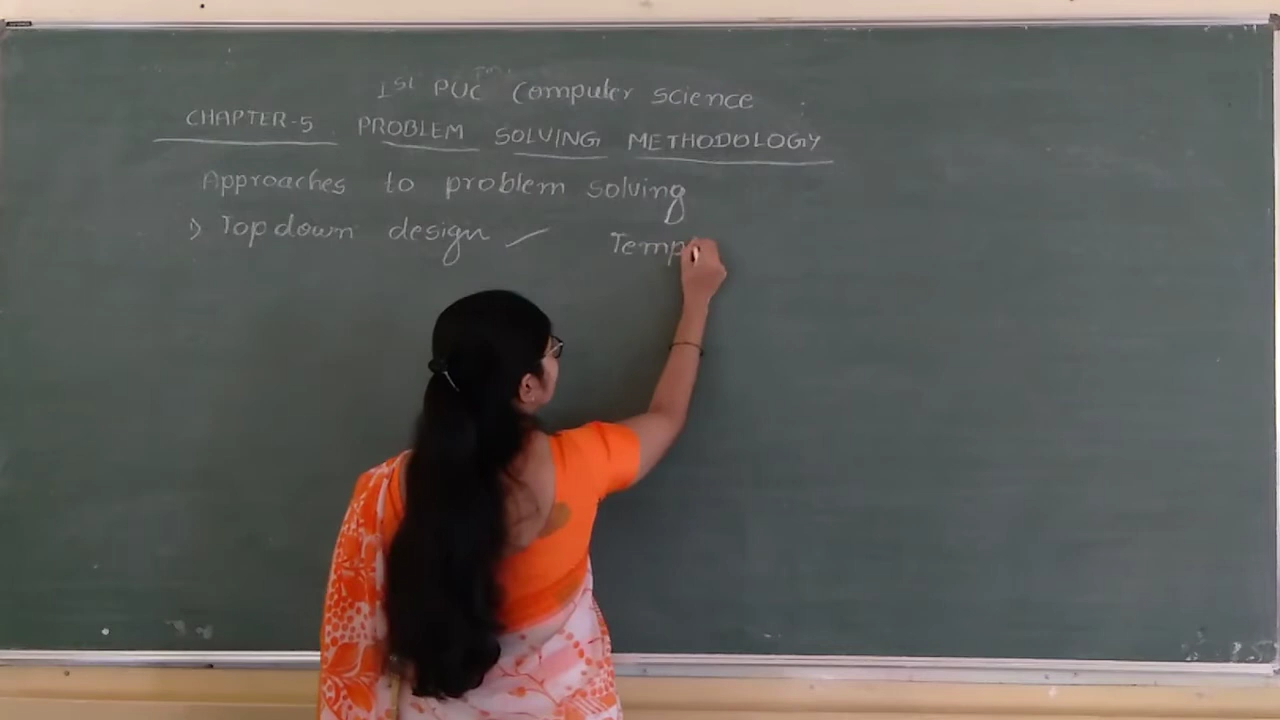 1st PUC Computer science
CHAPTER-5 PROBLEM SOLVING METHODOLOGY
Approaches to problem solving
1) Topdown design Temp